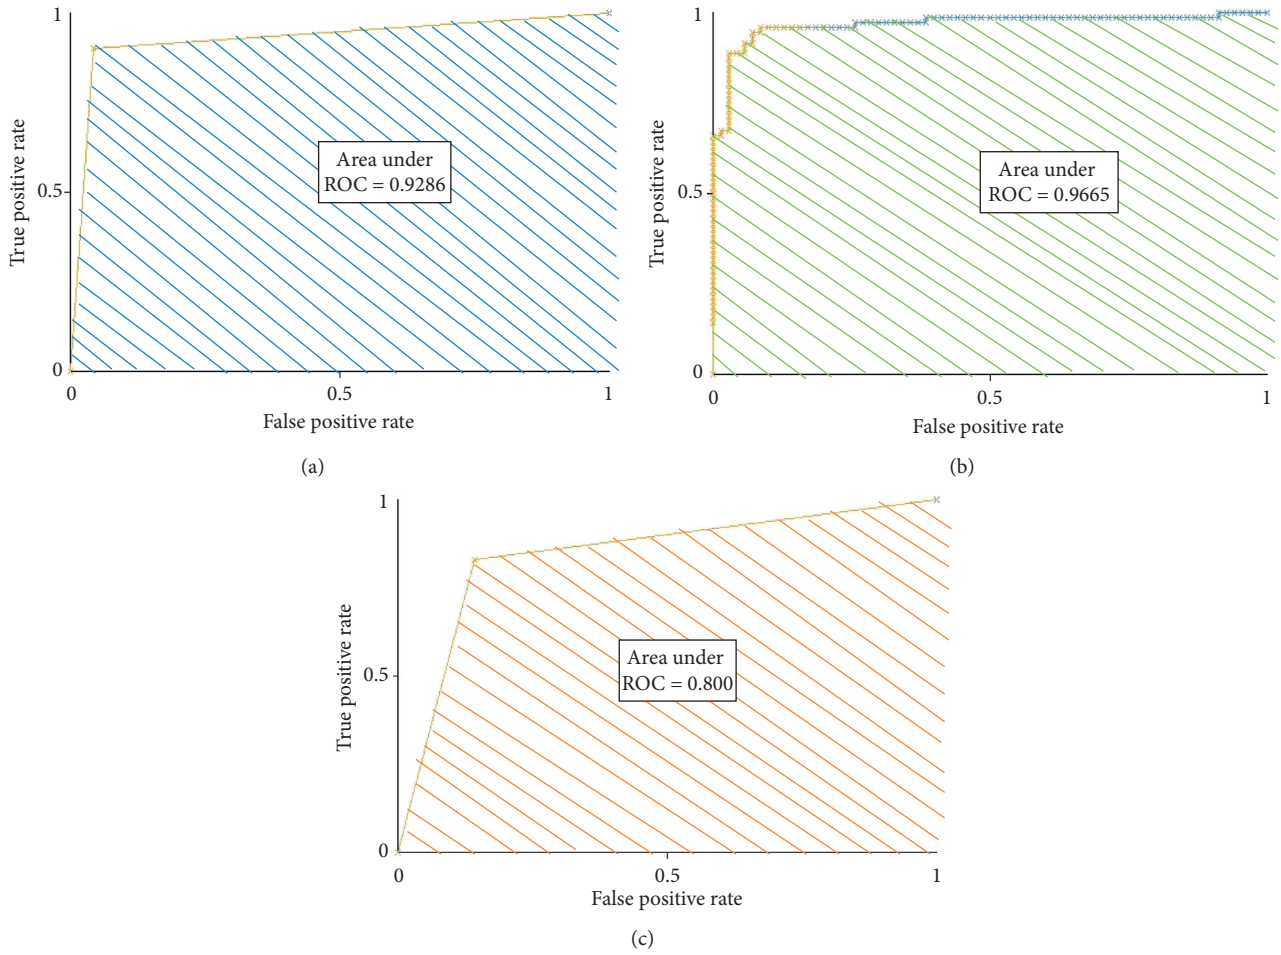 1
0.5
0
True positive rate
Area under
ROC = 0.9286
0
0.5
1
False positive rate
(a)
1
0.5
0
True positive rate
Area under
ROC = 0.9665
0
0.5
1
False positive rate
(b)
1
0.5
0
True positive rate
Area under
ROC = 0.800
0
0.5
1
False positive rate
(c)